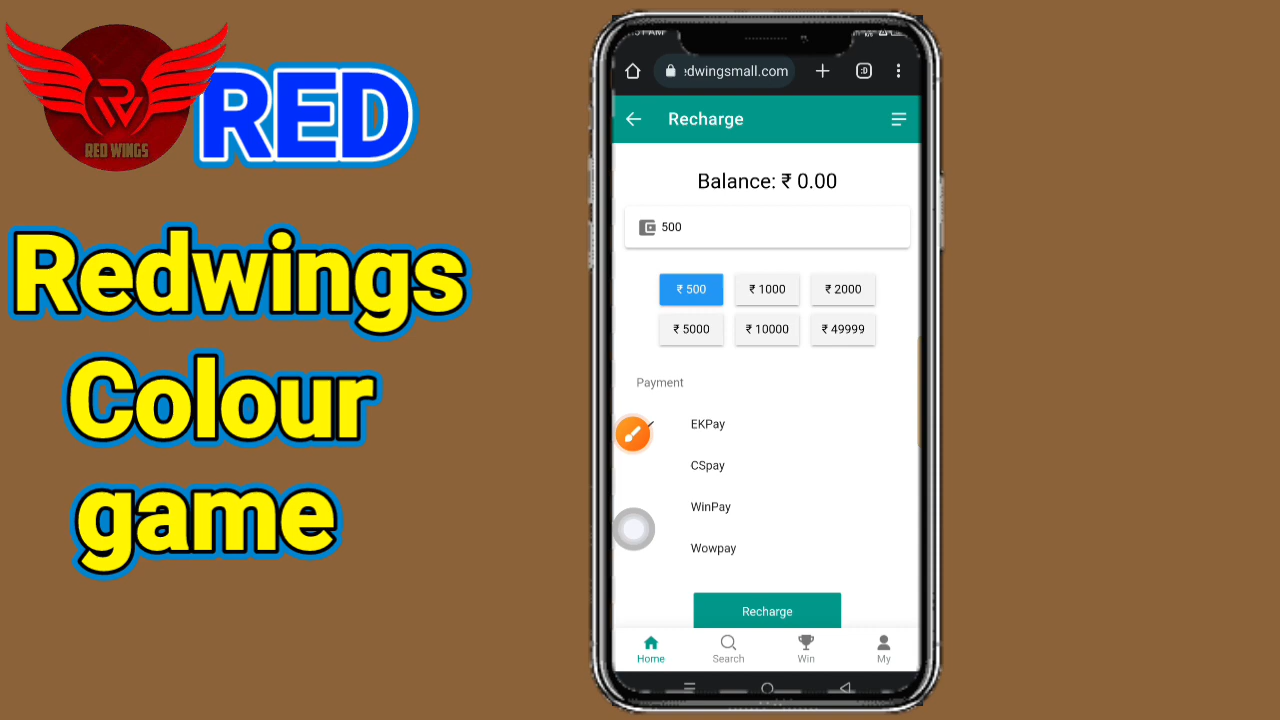 RED WINGS
RED
Redwings
Colour
game
edwingsmall.com
:D
Recharge
Balance: ₹ 0.00
500
₹ 500 ₹ 1000 ₹ 2000
₹ 5000 ₹ 10000 ₹ 49999
Payment
EKPay
CSpay
WinPay
Wowpay
Recharge
Home Search Win My